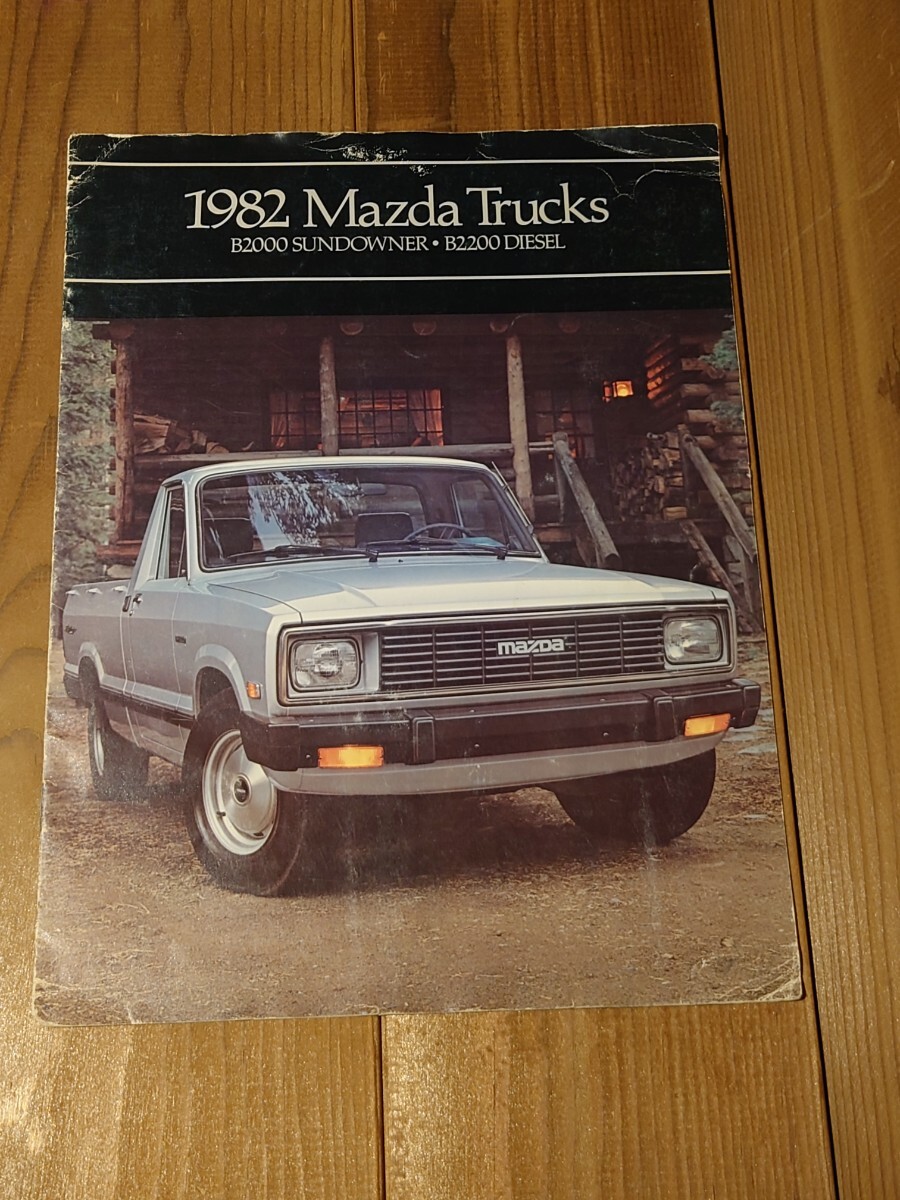 1982 Mazda Trucks
B2000 SUNDOWNER • B2200 DIESEL
mazda